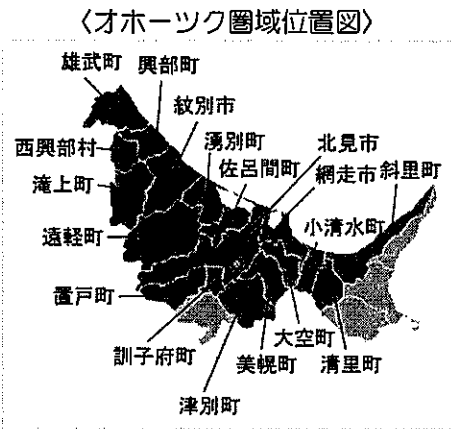 〈オホーツク圏域位置図〉
雄武町
興部町
紋別市
湧別町
北見市
西興部村
佐呂間町
網走市
斜里町
滝上町
小清水町
遠軽町
置戸町
大空町
訓子府町
美幌町
清里町
津別町